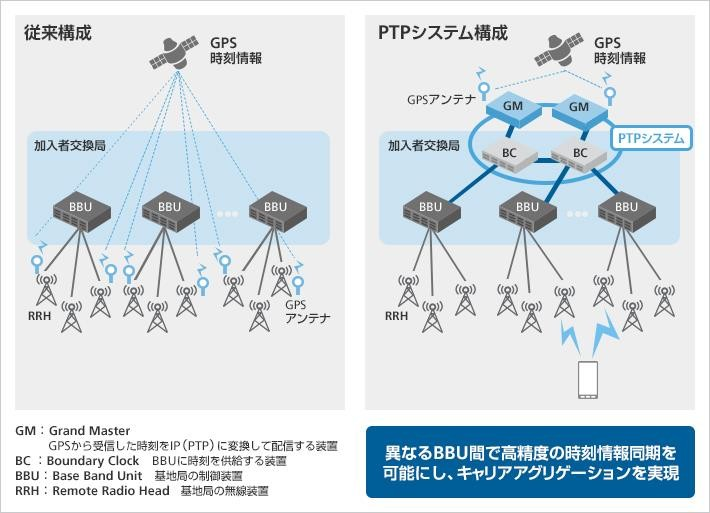 従来構成
GPS
時刻情報
加入者交換局
BBU
BBU
BBU
RRH
GPS
アンテナ
PTPシステム構成
GPS
時刻情報
GPSアンテナ
GM
GM
PTPシステム
加入者交換局
BC
BC
BBU
BBU
BBU
RRH
GM：Grand Master
GPSから受信した時刻をIP（PTP）に変換して配信する装置
BC ：Boundary Clock BBUに時刻を供給する装置
BBU：Base Band Unit 基地局の制御装置
RRH：Remote Radio Head 基地局の無線装置
異なるBBU間で高精度の時刻情報同期を
可能にし、キャリアアグリゲーションを実現